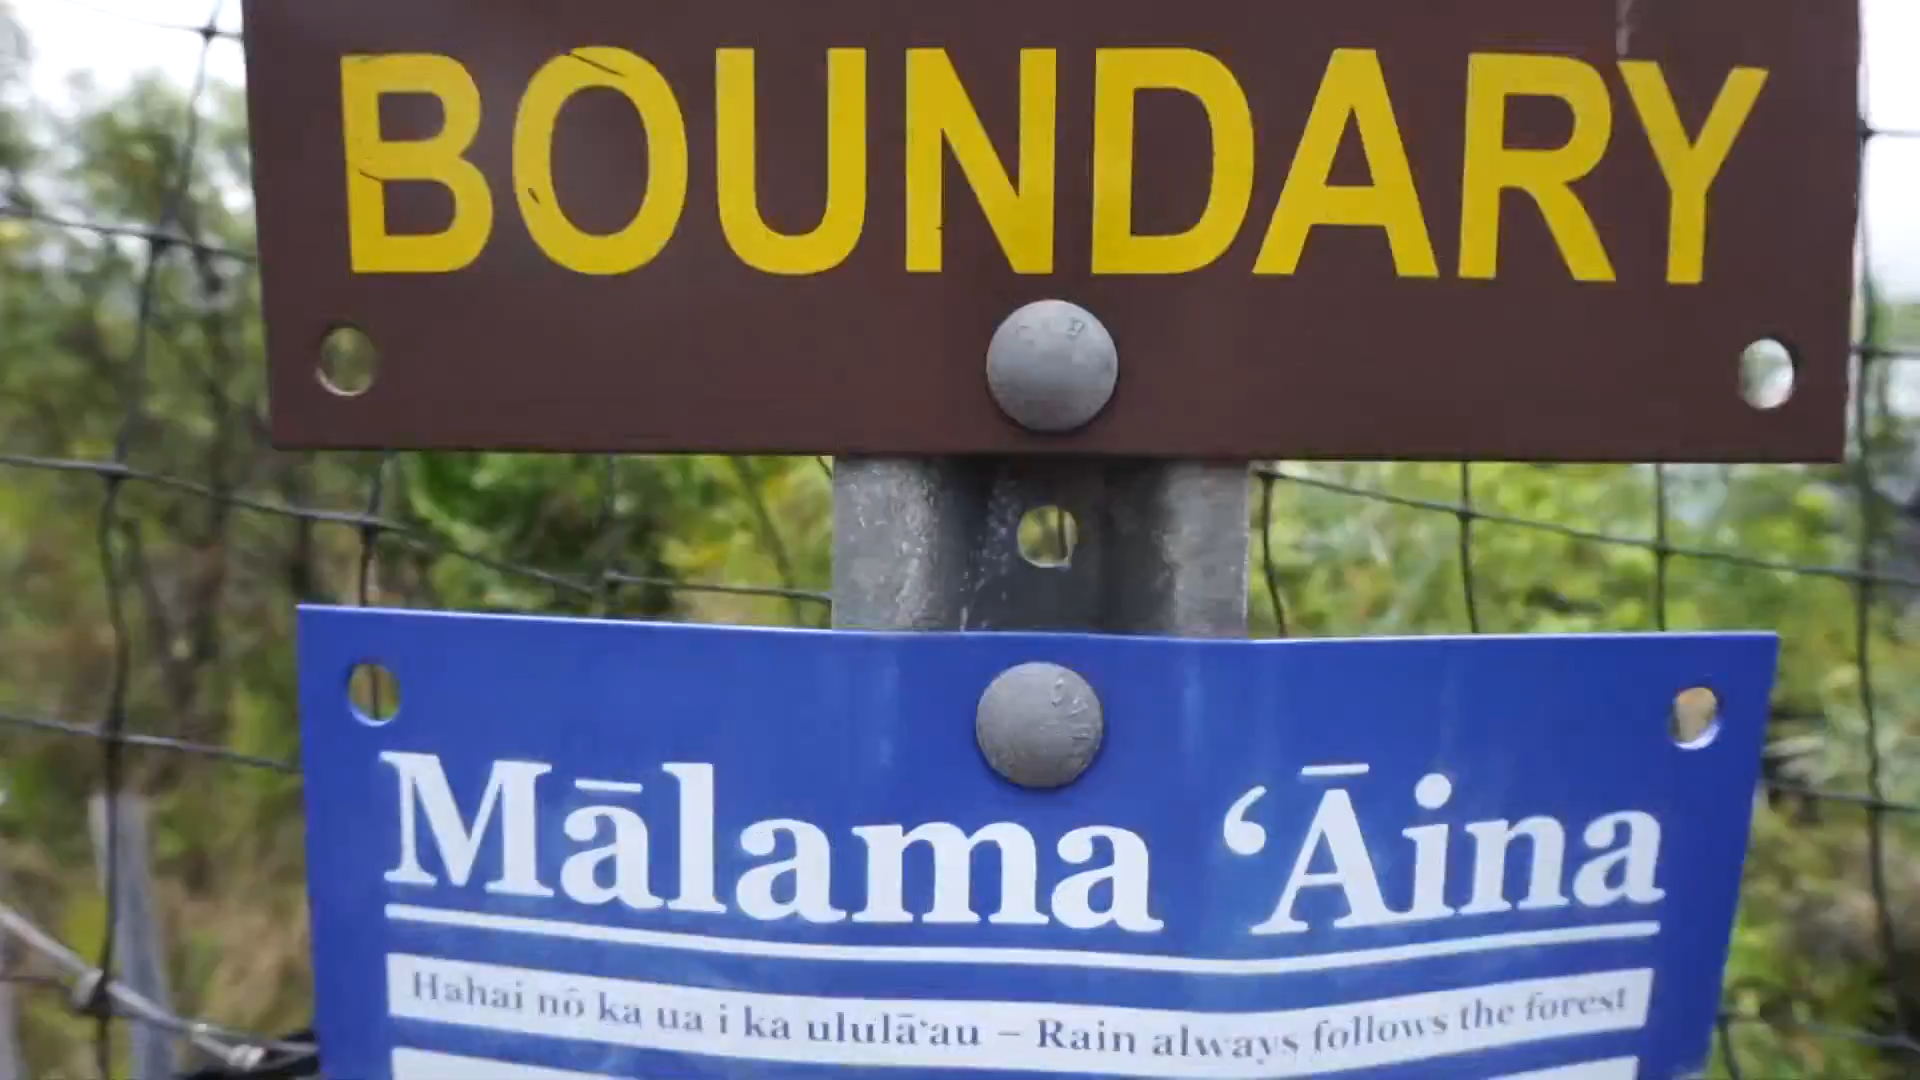 BOUNDARY
Mālama ʻĀina
Hahai nō ka ua i ka ululāʻau – Rain always follows the forest